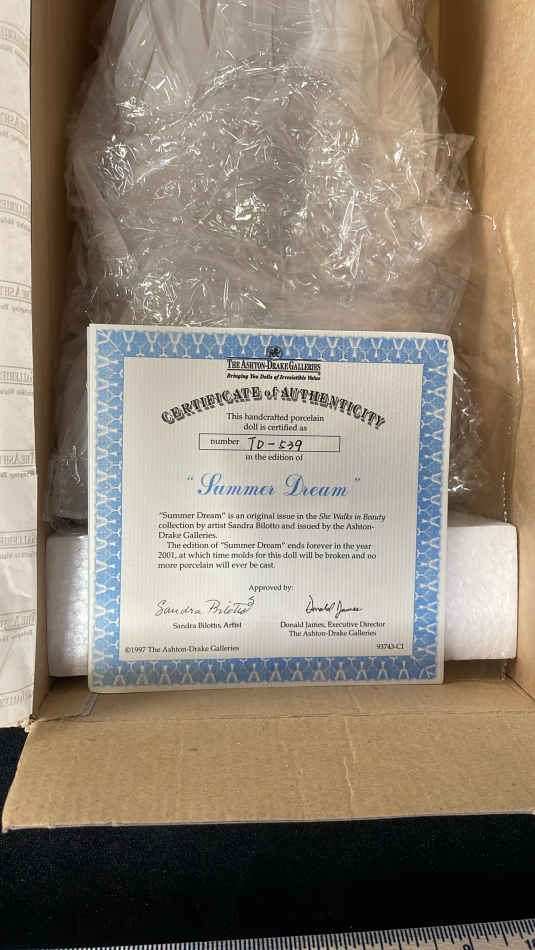 THE ASHTON-DRAKE GALLERIES
Bringing You Dolls of Irresistible Value
CERTIFICATE of AUTHENTICITY
This handcrafted porcelain
doll is certified as
number TD-539
in the edition of
"Summer Dream"
"Summer Dream" is an original issue in the She Walks in Beauty
collection by artist Sandra Bilotto and issued by the Ashton-
Drake Galleries.
The edition of "Summer Dream" ends forever in the year
2001, at which time molds for this doll will be broken and no
more porcelain will ever be cast.
Approved by:
Sandra Bilotto
Donald James
Sandra Bilotto, Artist
Donald James, Executive Director
The Ashton-Drake Galleries
©1997 The Ashton-Drake Galleries
93743-C1